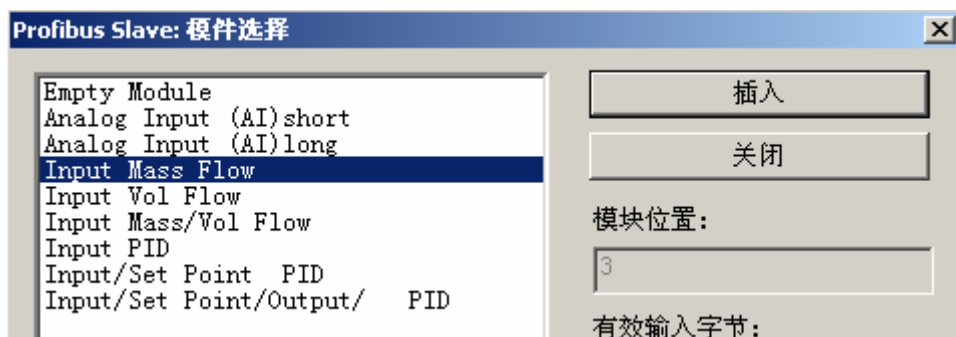 Profibus Slave: 模件选择
Empty Module
Analog Input (AI)short
Analog Input (AI)long
Input Mass Flow
Input Vol Flow
Input Mass/Vol Flow
Input PID
Input/Set Point  PID
Input/Set Point/Output/   PID
插入
关闭
模块位置:
3
有效输入字节: